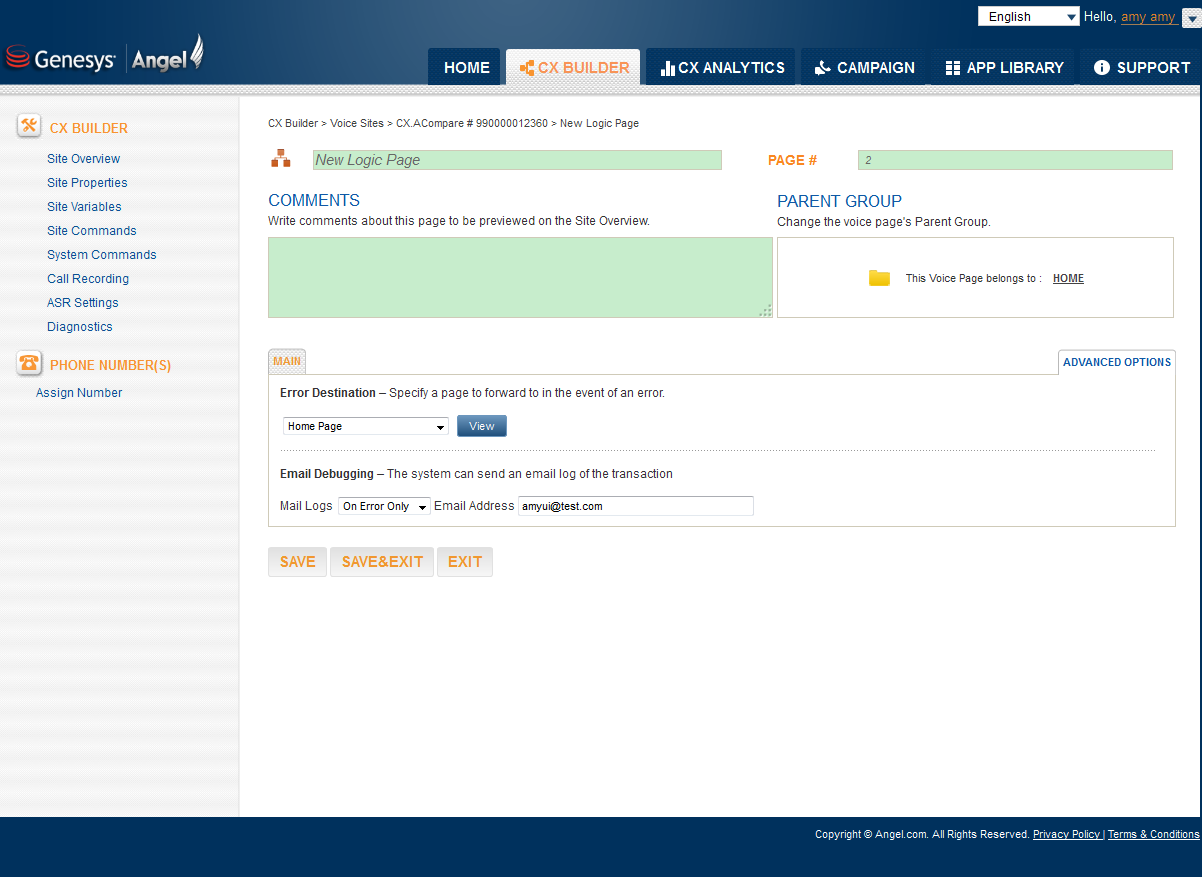 English Hello, amy amy
Genesys Angel
HOME CX BUILDER CX ANALYTICS CAMPAIGN APP LIBRARY SUPPORT
CX BUILDER
Site Overview
Site Properties
Site Variables
Site Commands
System Commands
Call Recording
ASR Settings
Diagnostics
PHONE NUMBER(S)
Assign Number
CX Builder > Voice Sites > CX.ACompare # 990000012360 > New Logic Page
New Logic Page PAGE # 2
COMMENTS
Write comments about this page to be previewed on the Site Overview.
PARENT GROUP
Change the voice page's Parent Group.
This Voice Page belongs to : HOME
MAIN ADVANCED OPTIONS
Error Destination – Specify a page to forward to in the event of an error.
Home Page View
Email Debugging – The system can send an email log of the transaction
Mail Logs On Error Only Email Address amyui@test.com
SAVE SAVE&EXIT EXIT
Copyright © Angel.com. All Rights Reserved. Privacy Policy | Terms & Conditions